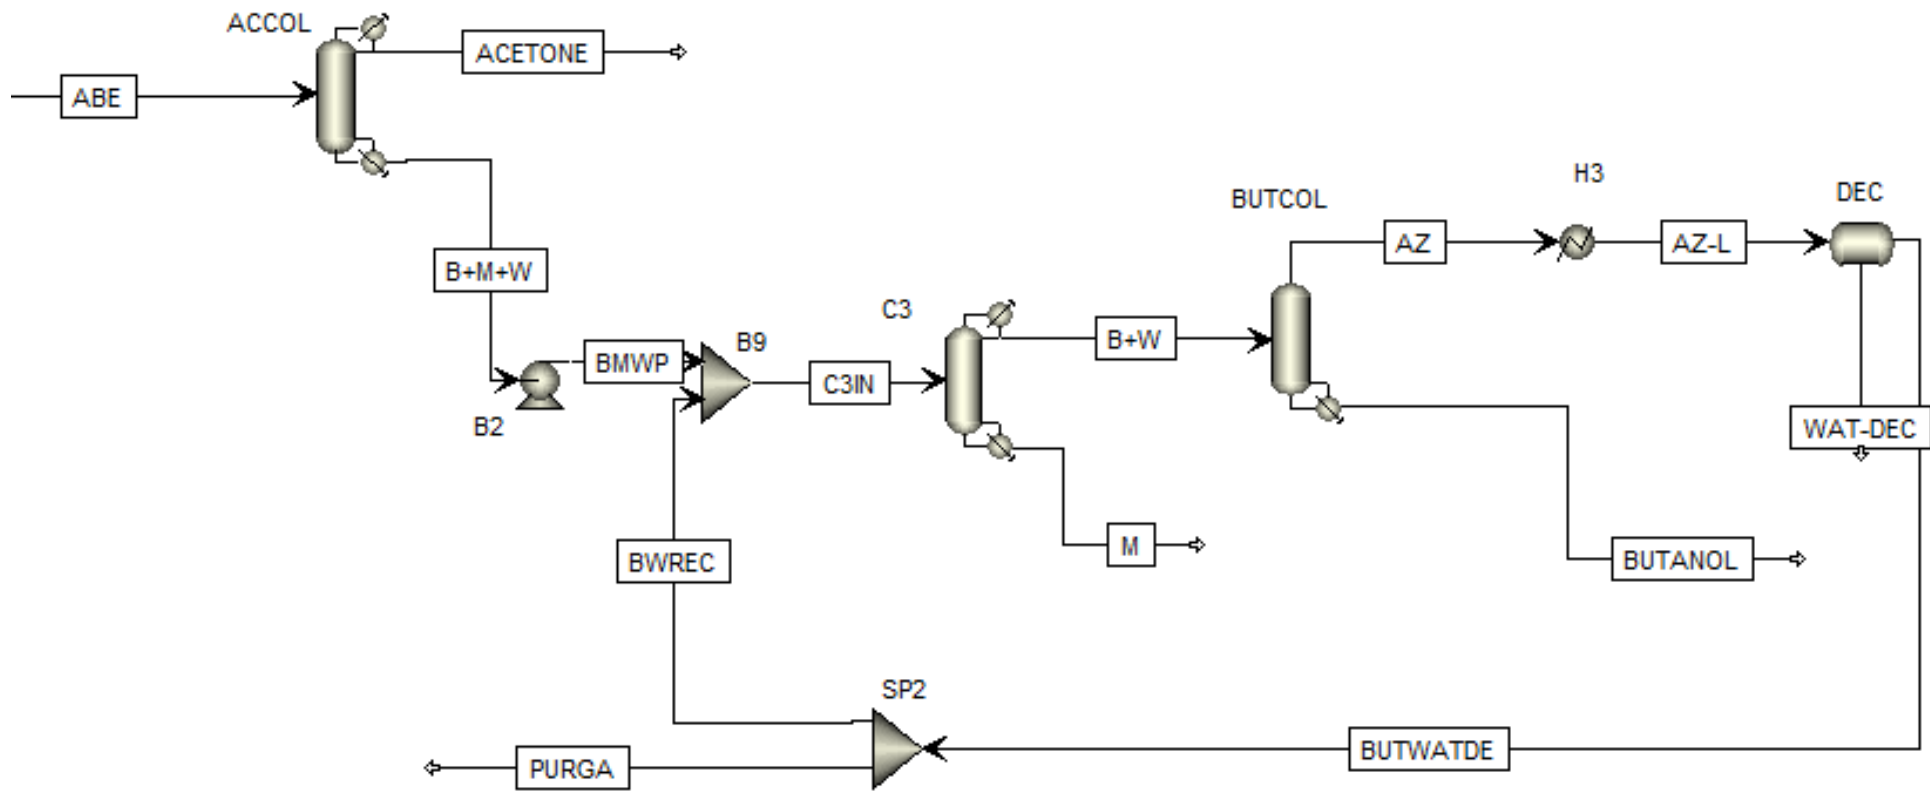 ACCOL
ACETONE
ABE
H3
DEC
BUTCOL
AZ
AZ-L
B+M+W
C3
B9
B+W
BMWP
C3IN
B2
WAT-DEC
M
BWREC
BUTANOL
SP2
BUTWATDE
PURGA